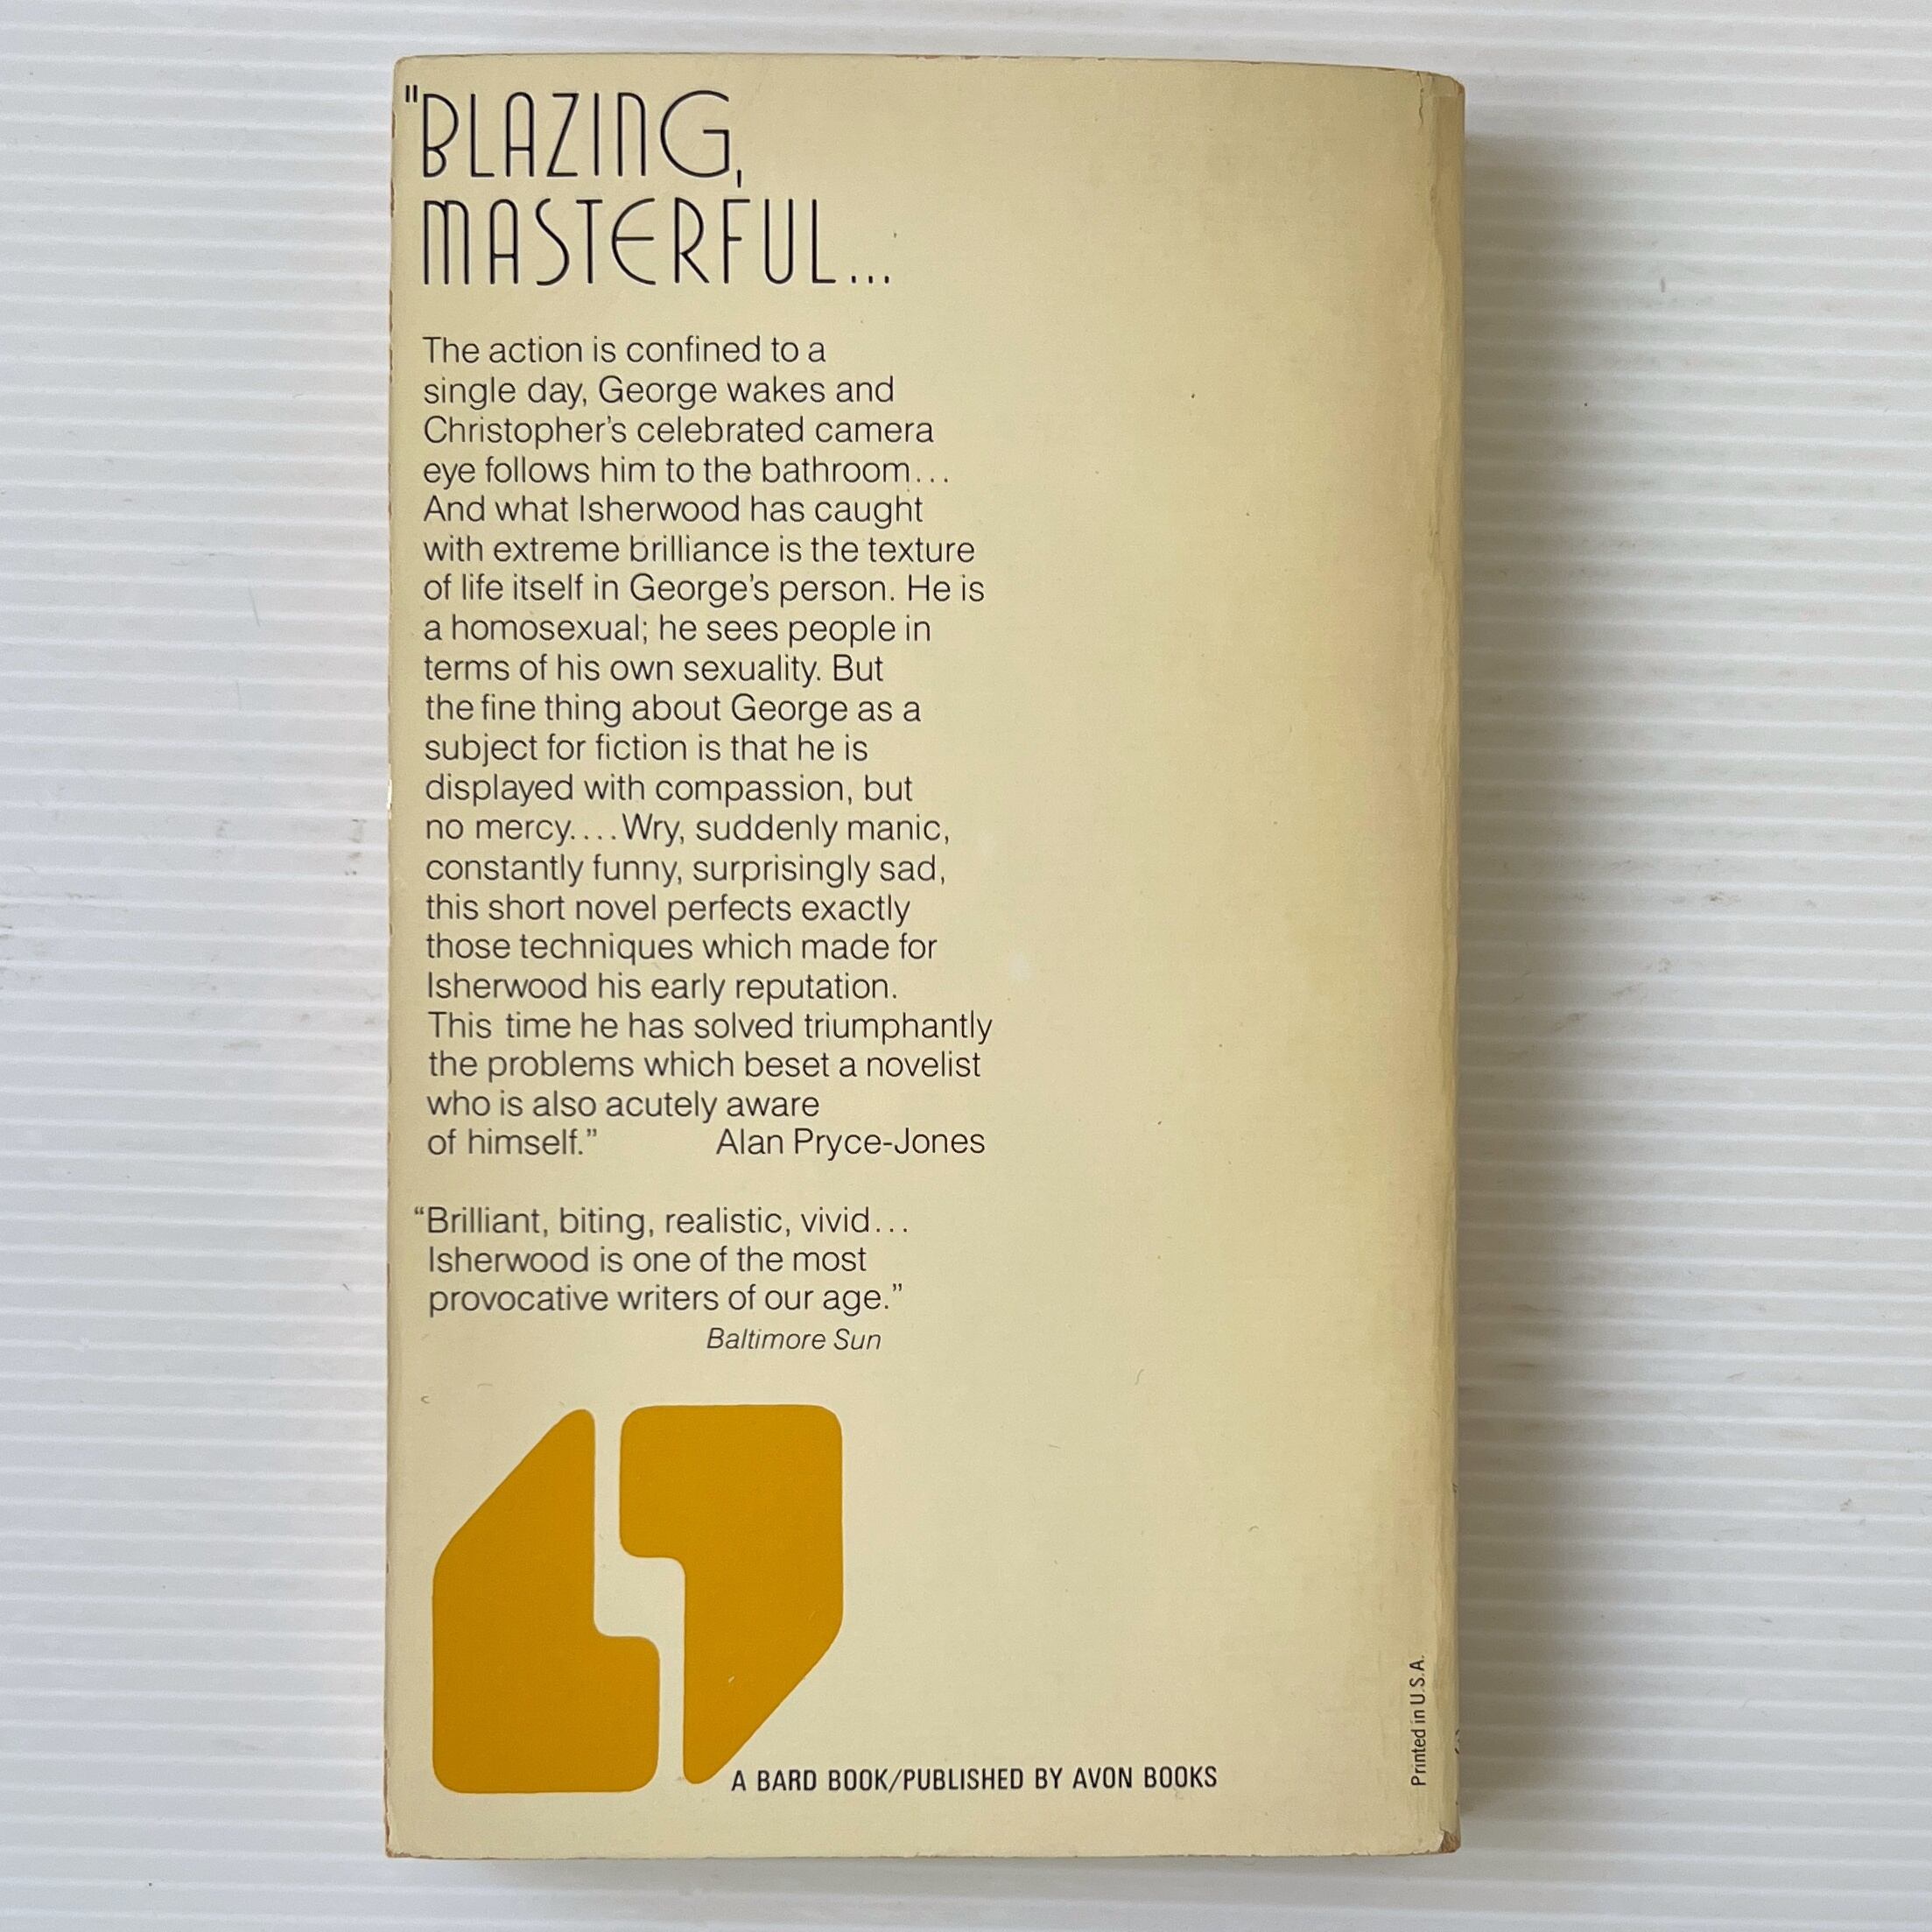 "BLAZING,
MASTERFUL...
The action is confined to a
single day, George wakes and
Christopher's celebrated camera
eye follows him to the bathroom...
And what Isherwood has caught
with extreme brilliance is the texture
of life itself in George's person. He is
a homosexual; he sees people in
terms of his own sexuality. But
the fine thing about George as a
subject for fiction is that he is
displayed with compassion, but
no mercy....Wry, suddenly manic,
constantly funny, surprisingly sad,
this short novel perfects exactly
those techniques which made for
Isherwood his early reputation.
This time he has solved triumphantly
the problems which beset a novelist
who is also acutely aware
of himself.” Alan Pryce-Jones
“Brilliant, biting, realistic, vivid...
Isherwood is one of the most
provocative writers of our age.”
Baltimore Sun
A BARD BOOK/PUBLISHED BY AVON BOOKS
Printed in U.S.A.